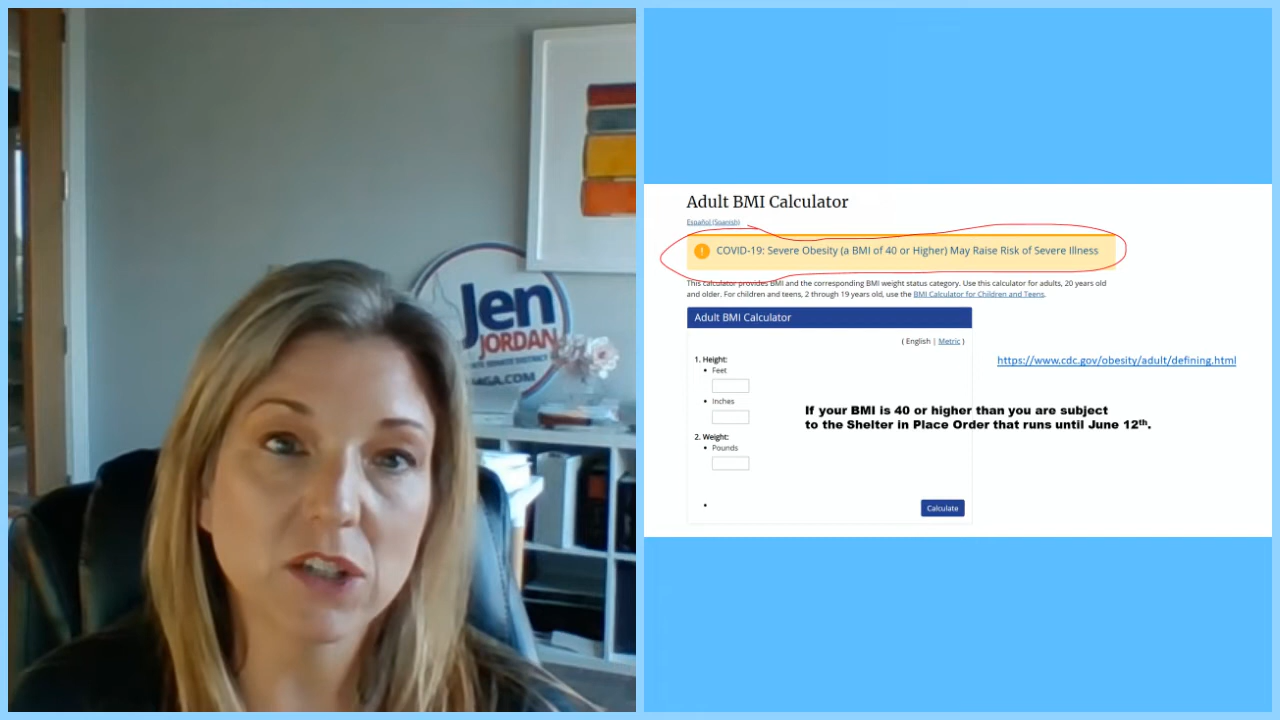 Jen
JORDAN
GA.COM
Adult BMI Calculator
Español (Spanish)
! COVID-19: Severe Obesity (a BMI of 40 or Higher) May Raise Risk of Severe Illness
This calculator provides BMI and the corresponding BMI weight status category. Use this calculator for adults, 20 years old
and older. For children and teens, 2 through 19 years old, use the BMI Calculator for Children and Teens.
Adult BMI Calculator
( English | Metric )
1. Height:
• Feet
• Inches
2. Weight:
• Pounds
•
Calculate
https://www.cdc.gov/obesity/adult/defining.html
If your BMI is 40 or higher than you are subject
to the Shelter in Place Order that runs until June 12th.